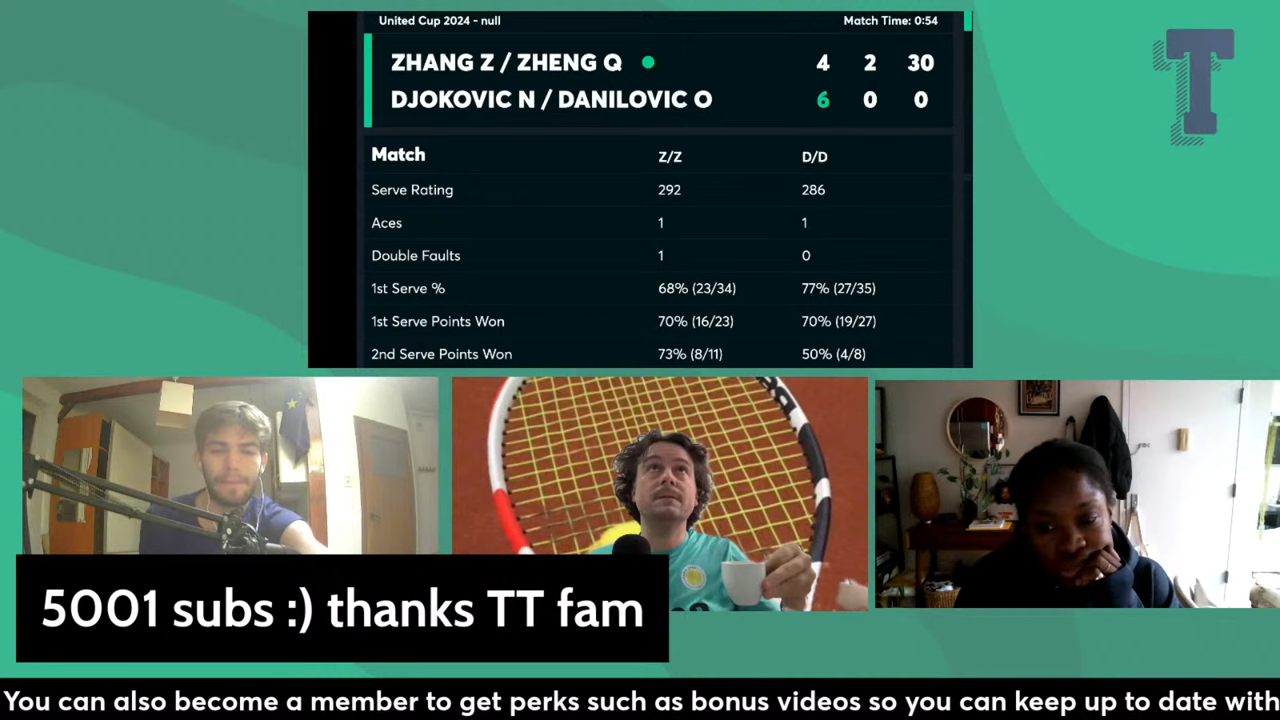 United Cup 2024 - null Match Time: 0:54
ZHANG Z / ZHENG Q 4 2 30
DJOKOVIC N / DANILOVIC O 6 0 0
Match Z/Z D/D
Serve Rating 292 286
Aces 1 1
Double Faults 1 0
1st Serve % 68% (23/34) 77% (27/35)
1st Serve Points Won 70% (16/23) 70% (19/27)
2nd Serve Points Won 73% (8/11) 50% (4/8)
T
5001 subs :) thanks TT fam
You can also become a member to get perks such as bonus videos so you can keep up to date with